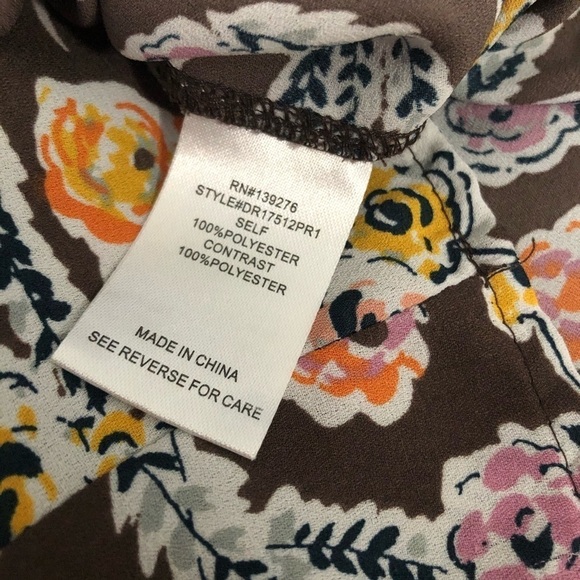 RN#139276
STYLE#DR17512PR1
SELF
100%POLYESTER
CONTRAST
100%POLYESTER
MADE IN CHINA
SEE REVERSE FOR CARE